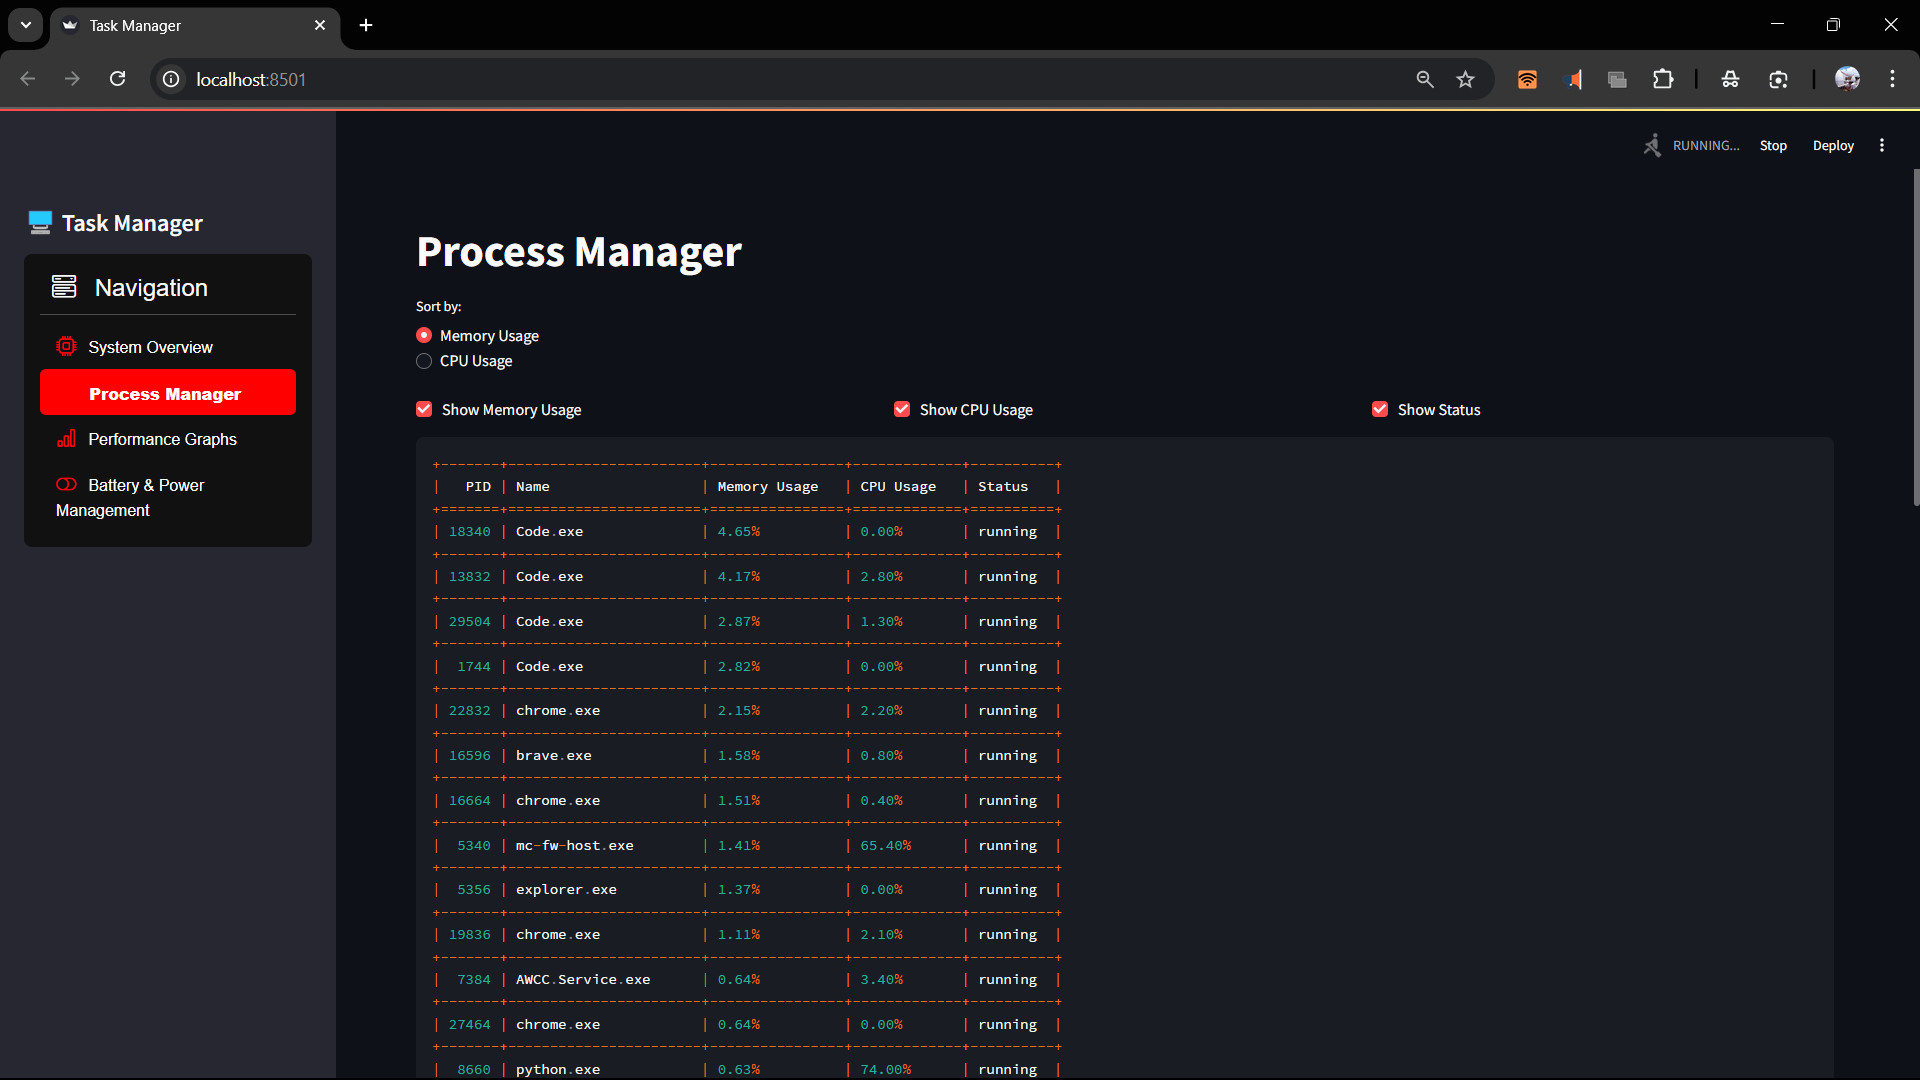 Task Manager
localhost:8501
RUNNING... Stop Deploy
Task Manager
Navigation
System Overview
Process Manager
Performance Graphs
Battery & Power
Management
Process Manager
Sort by:
Memory Usage
CPU Usage
Show Memory Usage Show CPU Usage Show Status
+-------+-----------------------+----------------+-------------+----------+
| PID | Name | Memory Usage | CPU Usage | Status |
+=======+=======================+================+=============+==========+
| 18340 | Code.exe | 4.65% | 0.00% | running |
+-------+-----------------------+----------------+-------------+----------+
| 13832 | Code.exe | 4.17% | 2.80% | running |
+-------+-----------------------+----------------+-------------+----------+
| 29504 | Code.exe | 2.87% | 1.30% | running |
+-------+-----------------------+----------------+-------------+----------+
| 1744 | Code.exe | 2.82% | 0.00% | running |
+-------+-----------------------+----------------+-------------+----------+
| 22832 | chrome.exe | 2.15% | 2.20% | running |
+-------+-----------------------+----------------+-------------+----------+
| 16596 | brave.exe | 1.58% | 0.80% | running |
+-------+-----------------------+----------------+-------------+----------+
| 16664 | chrome.exe | 1.51% | 0.40% | running |
+-------+-----------------------+----------------+-------------+----------+
| 5340 | mc-fw-host.exe | 1.41% | 65.40% | running |
+-------+-----------------------+----------------+-------------+----------+
| 5356 | explorer.exe | 1.37% | 0.00% | running |
+-------+-----------------------+----------------+-------------+----------+
| 19836 | chrome.exe | 1.11% | 2.10% | running |
+-------+-----------------------+----------------+-------------+----------+
| 7384 | AWCC.Service.exe | 0.64% | 3.40% | running |
+-------+-----------------------+----------------+-------------+----------+
| 27464 | chrome.exe | 0.64% | 0.00% | running |
+-------+-----------------------+----------------+-------------+----------+
| 8660 | python.exe | 0.63% | 74.00% | running |